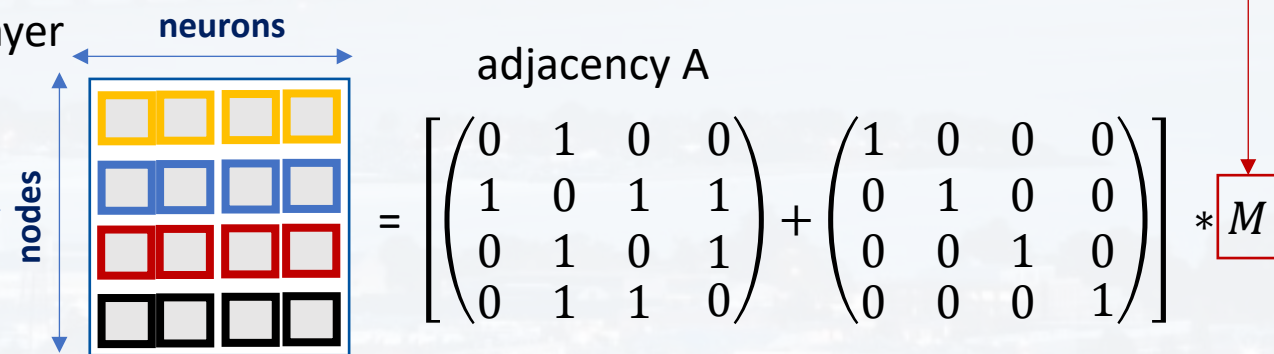 ayer
neurons
nodes
adjacency A
= [(0 1 0 0) + (1 0 0 0)] * M
1 0 1 1 0 1 0 0
0 1 0 1 0 0 1 0
0 1 1 0 0 0 0 1